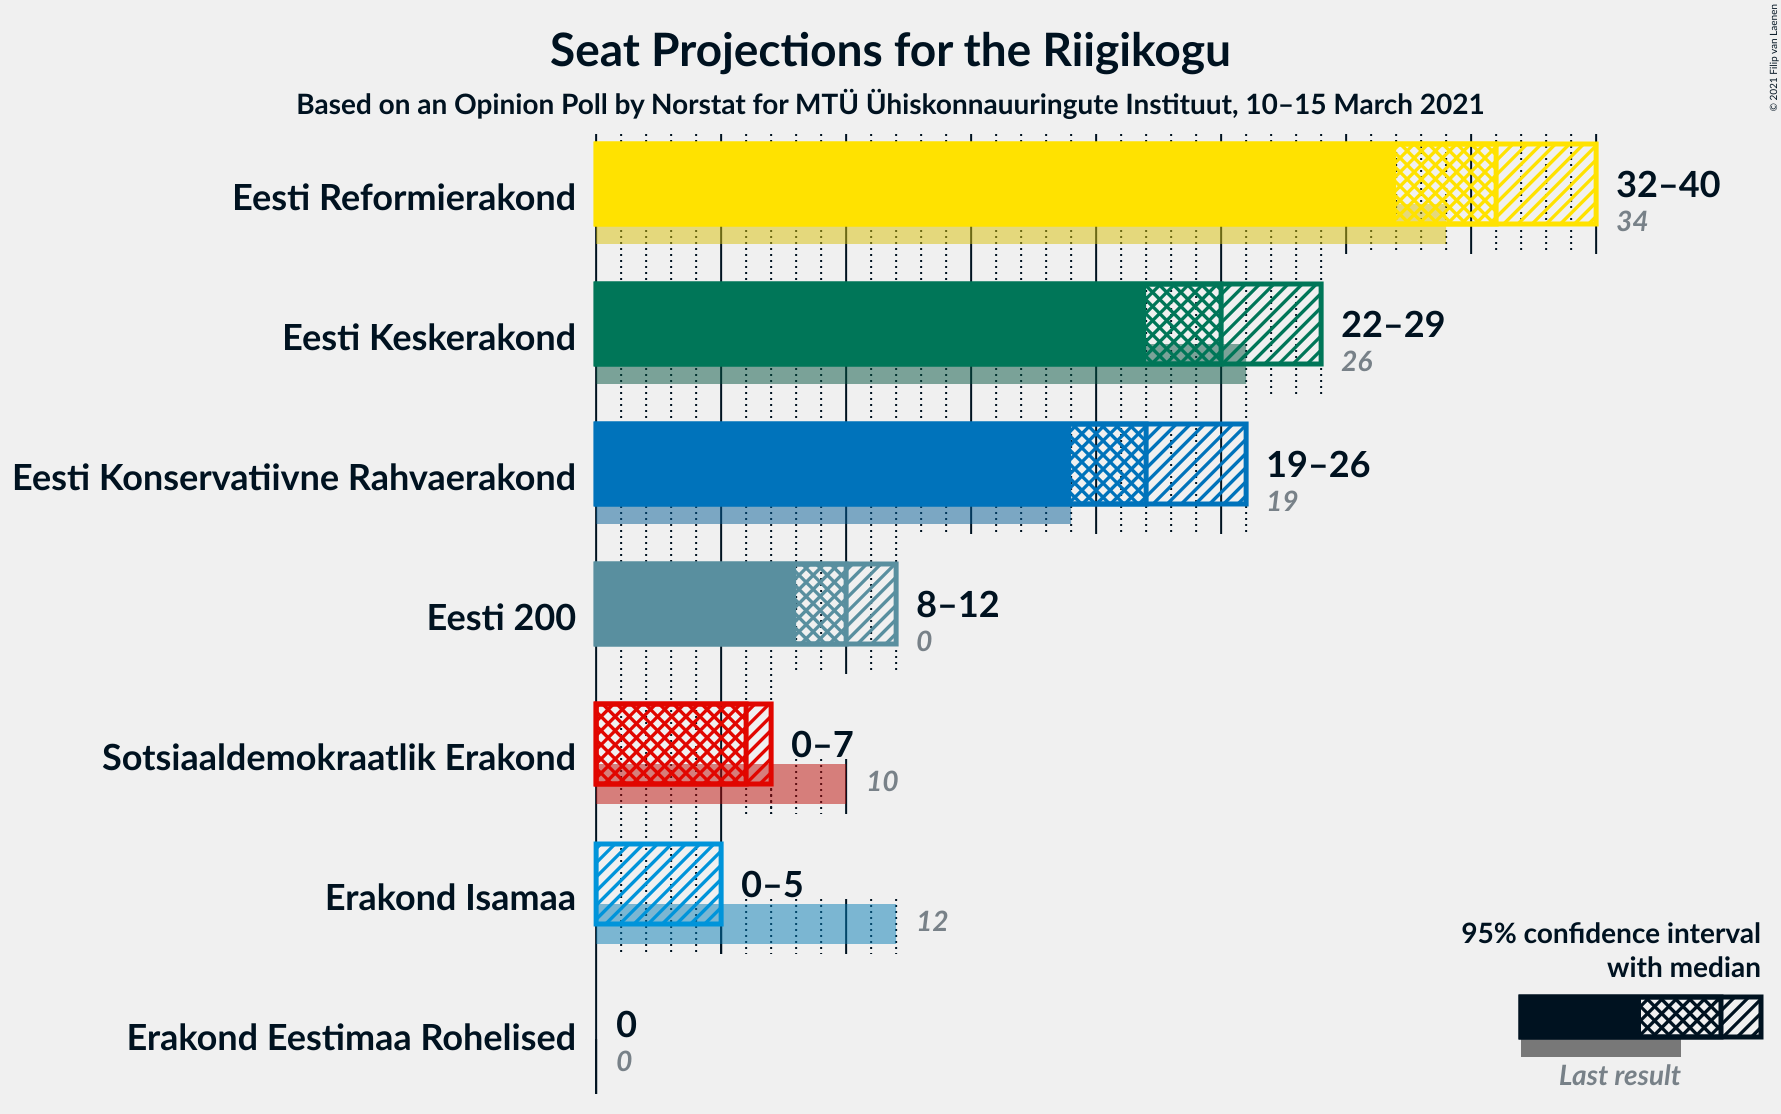 Seat Projections for the Riigikogu
Based on an Opinion Poll by Norstat for MTÜ Ühiskonnauuringute Instituut, 10–15 March 2021
© 2021 Filip van Laenen
Eesti Reformierakond
32–40
34
Eesti Keskerakond
22–29
26
Eesti Konservatiivne Rahvaerakond
19–26
19
Eesti 200
8–12
0
Sotsiaaldemokraatlik Erakond
0–7
10
Erakond Isamaa
0–5
12
Erakond Eestimaa Rohelised
0
0
95% confidence interval
with median
Last result